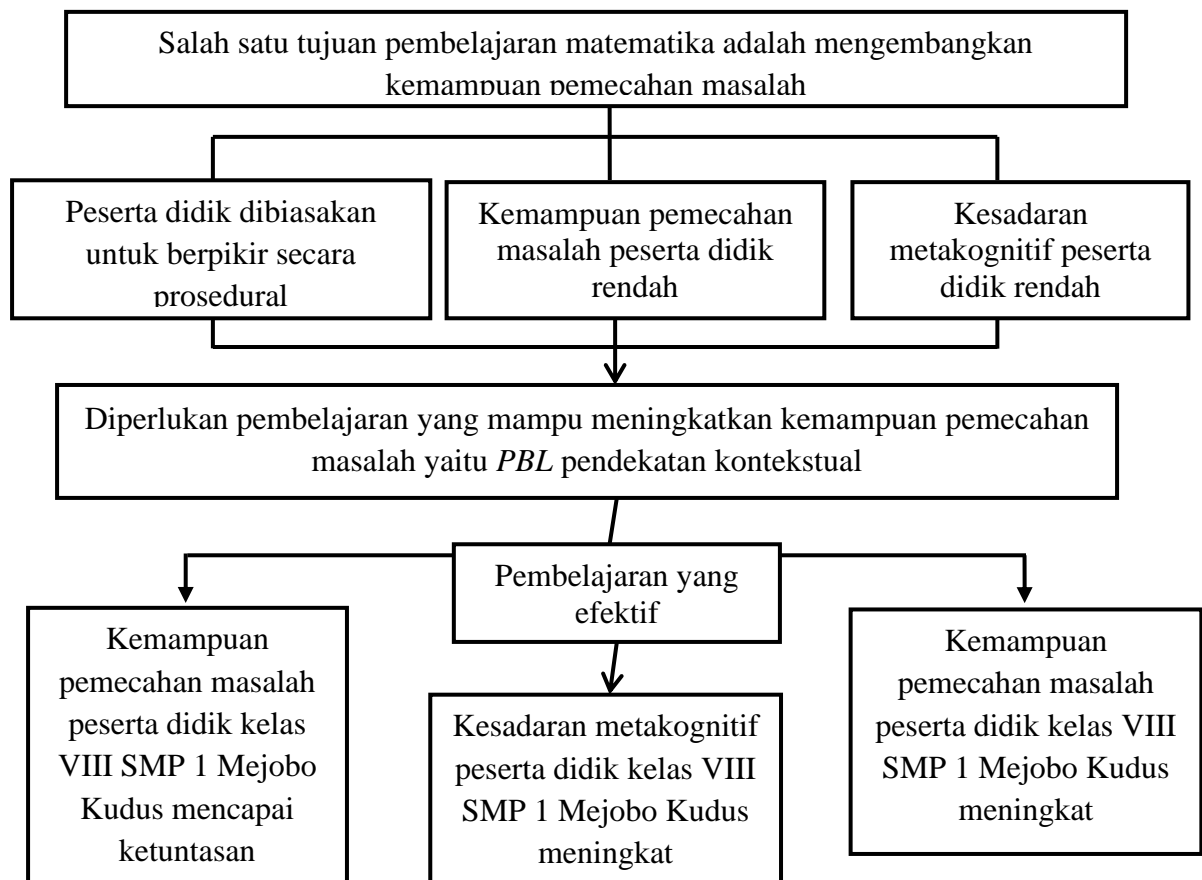 Salah satu tujuan pembelajaran matematika adalah mengembangkan
kemampuan pemecahan masalah
Peserta didik dibiasakan
untuk berpikir secara
prosedural
Kemampuan pemecahan
masalah peserta didik
rendah
Kesadaran
metakognitif peserta
didik rendah
Diperlukan pembelajaran yang mampu meningkatkan kemampuan pemecahan
masalah yaitu PBL pendekatan kontekstual
Pembelajaran yang
efektif
Kemampuan
pemecahan masalah
peserta didik kelas
VIII SMP 1 Mejobo
Kudus mencapai
ketuntasan
Kesadaran metakognitif
peserta didik kelas VIII
SMP 1 Mejobo Kudus
meningkat
Kemampuan
pemecahan masalah
peserta didik kelas VIII
SMP 1 Mejobo Kudus
meningkat